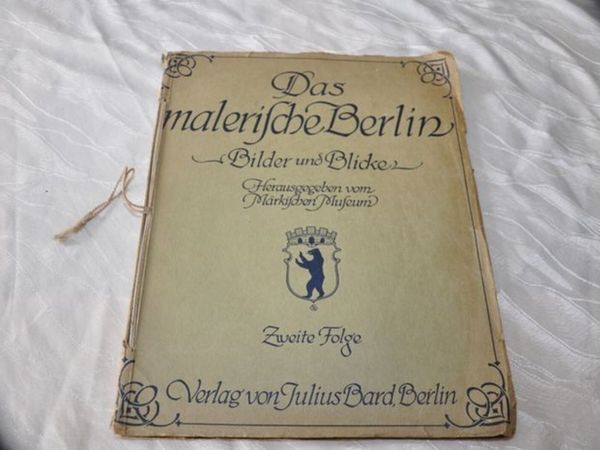 Das
maleriſche Berlin
Bilder und Blicke
Herausgegeben vom
Märkiſchen Muſeum
Zweite Folge
Verlag von Julius Bard, Berlin